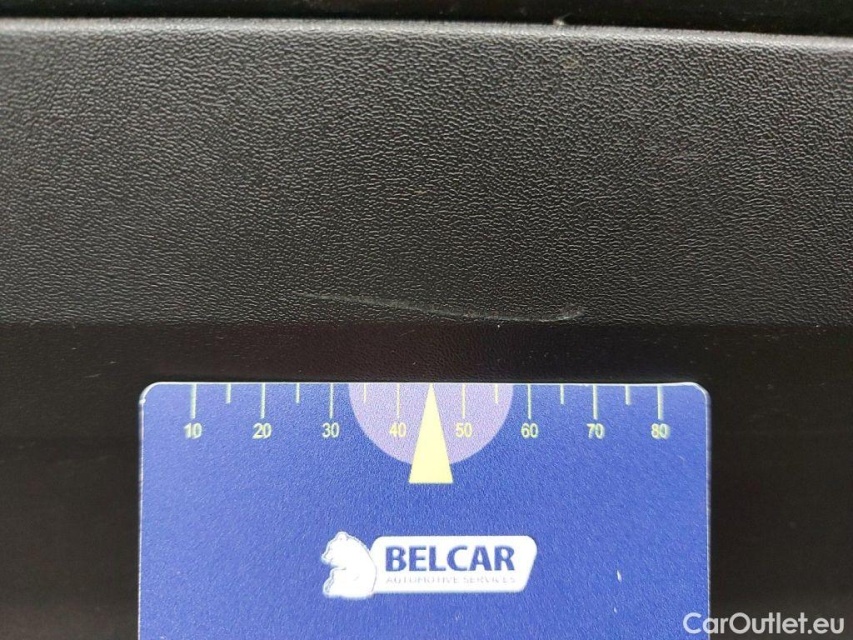 10 20 30 40 50 60 70 80
BELCAR
AUTOMOTIVE SERVICES
CarOutlet.eu